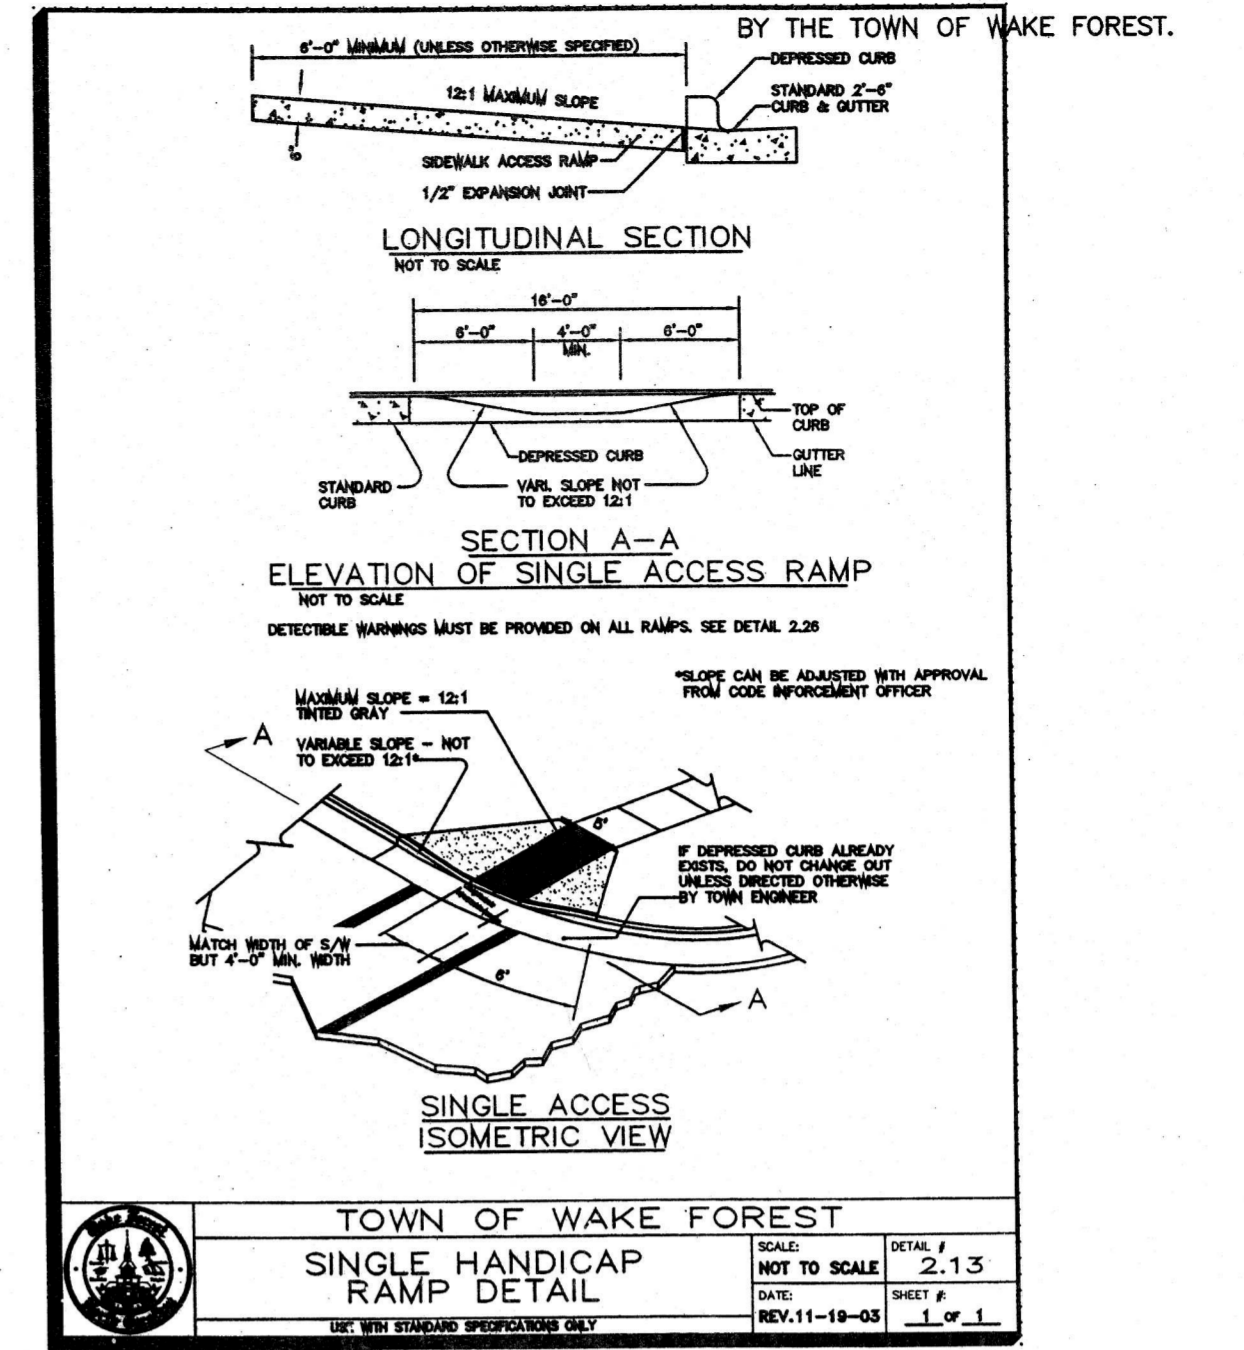 BY THE TOWN OF WAKE FOREST.
6'-0" MINIMUM (UNLESS OTHERWISE SPECIFIED)
DEPRESSED CURB
12:1 MAXIMUM SLOPE
STANDARD 2'-6"
CURB & GUTTER
6"
SIDEWALK ACCESS RAMP
1/2" EXPANSION JOINT
LONGITUDINAL SECTION
NOT TO SCALE
16'-0"
6'-0"
4'-0"
MIN.
6'-0"
TOP OF
CURB
DEPRESSED CURB
GUTTER
LINE
STANDARD
CURB
VARI. SLOPE NOT
TO EXCEED 12:1
SECTION A-A
ELEVATION OF SINGLE ACCESS RAMP
NOT TO SCALE
DETECTIBLE WARNINGS MUST BE PROVIDED ON ALL RAMPS. SEE DETAIL 2.26
*SLOPE CAN BE ADJUSTED WITH APPROVAL
FROM CODE INFORCEMENT OFFICER
MAXIMUM SLOPE = 12:1
TINTED GRAY
A
VARIABLE SLOPE - NOT
TO EXCEED 12:1*
IF DEPRESSED CURB ALREADY
EXISTS, DO NOT CHANGE OUT
UNLESS DIRECTED OTHERWISE
BY TOWN ENGINEER
MATCH WIDTH OF S/W
BUT 4'-0" MIN. WIDTH
A
SINGLE ACCESS
ISOMETRIC VIEW
TOWN OF WAKE FOREST
SINGLE HANDICAP
RAMP DETAIL
USE WITH STANDARD SPECIFICATIONS ONLY
SCALE:
NOT TO SCALE
DETAIL #
2.13
DATE:
REV.11-19-03
SHEET #:
1 OF 1
Wake Forest